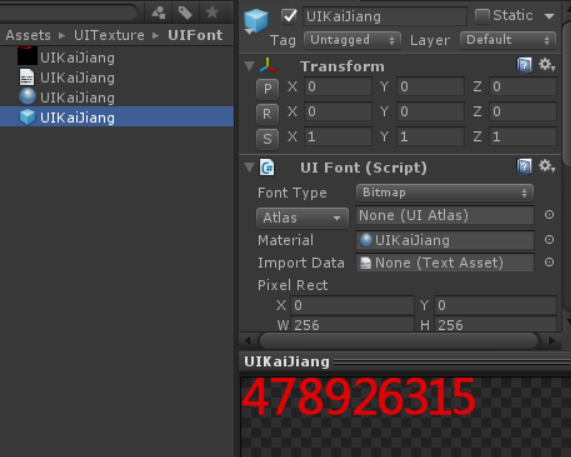 Assets ▸ UITexture ▸ UIFont
UIKaiJiang
UIKaiJiang
UIKaiJiang
UIKaiJiang
UIKaiJiang
Static
Tag Untagged Layer Default
Transform
P X 0 Y 0 Z 0
R X 0 Y 0 Z 0
S X 1 Y 1 Z 1
UI Font (Script)
Font Type Bitmap
Atlas None (UI Atlas)
Material UIKaiJiang
Import Data None (Text Asset)
Pixel Rect
X 0 Y 0
W 256 H 256
UIKaiJiang
478926315